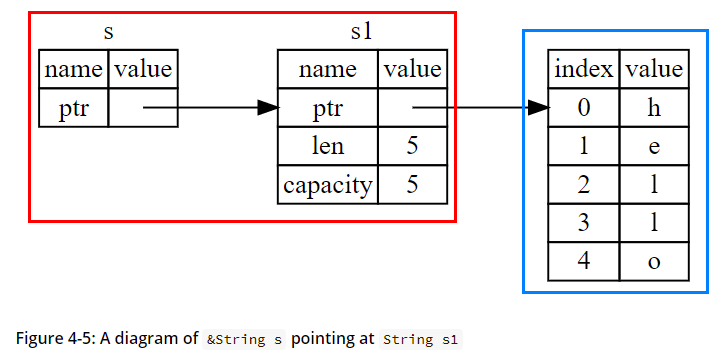 s s1
name value name value index value
ptr ptr 0 h
len 5 1 e
capacity 5 2 l
3 l
4 o
Figure 4-5: A diagram of &String s pointing at String s1